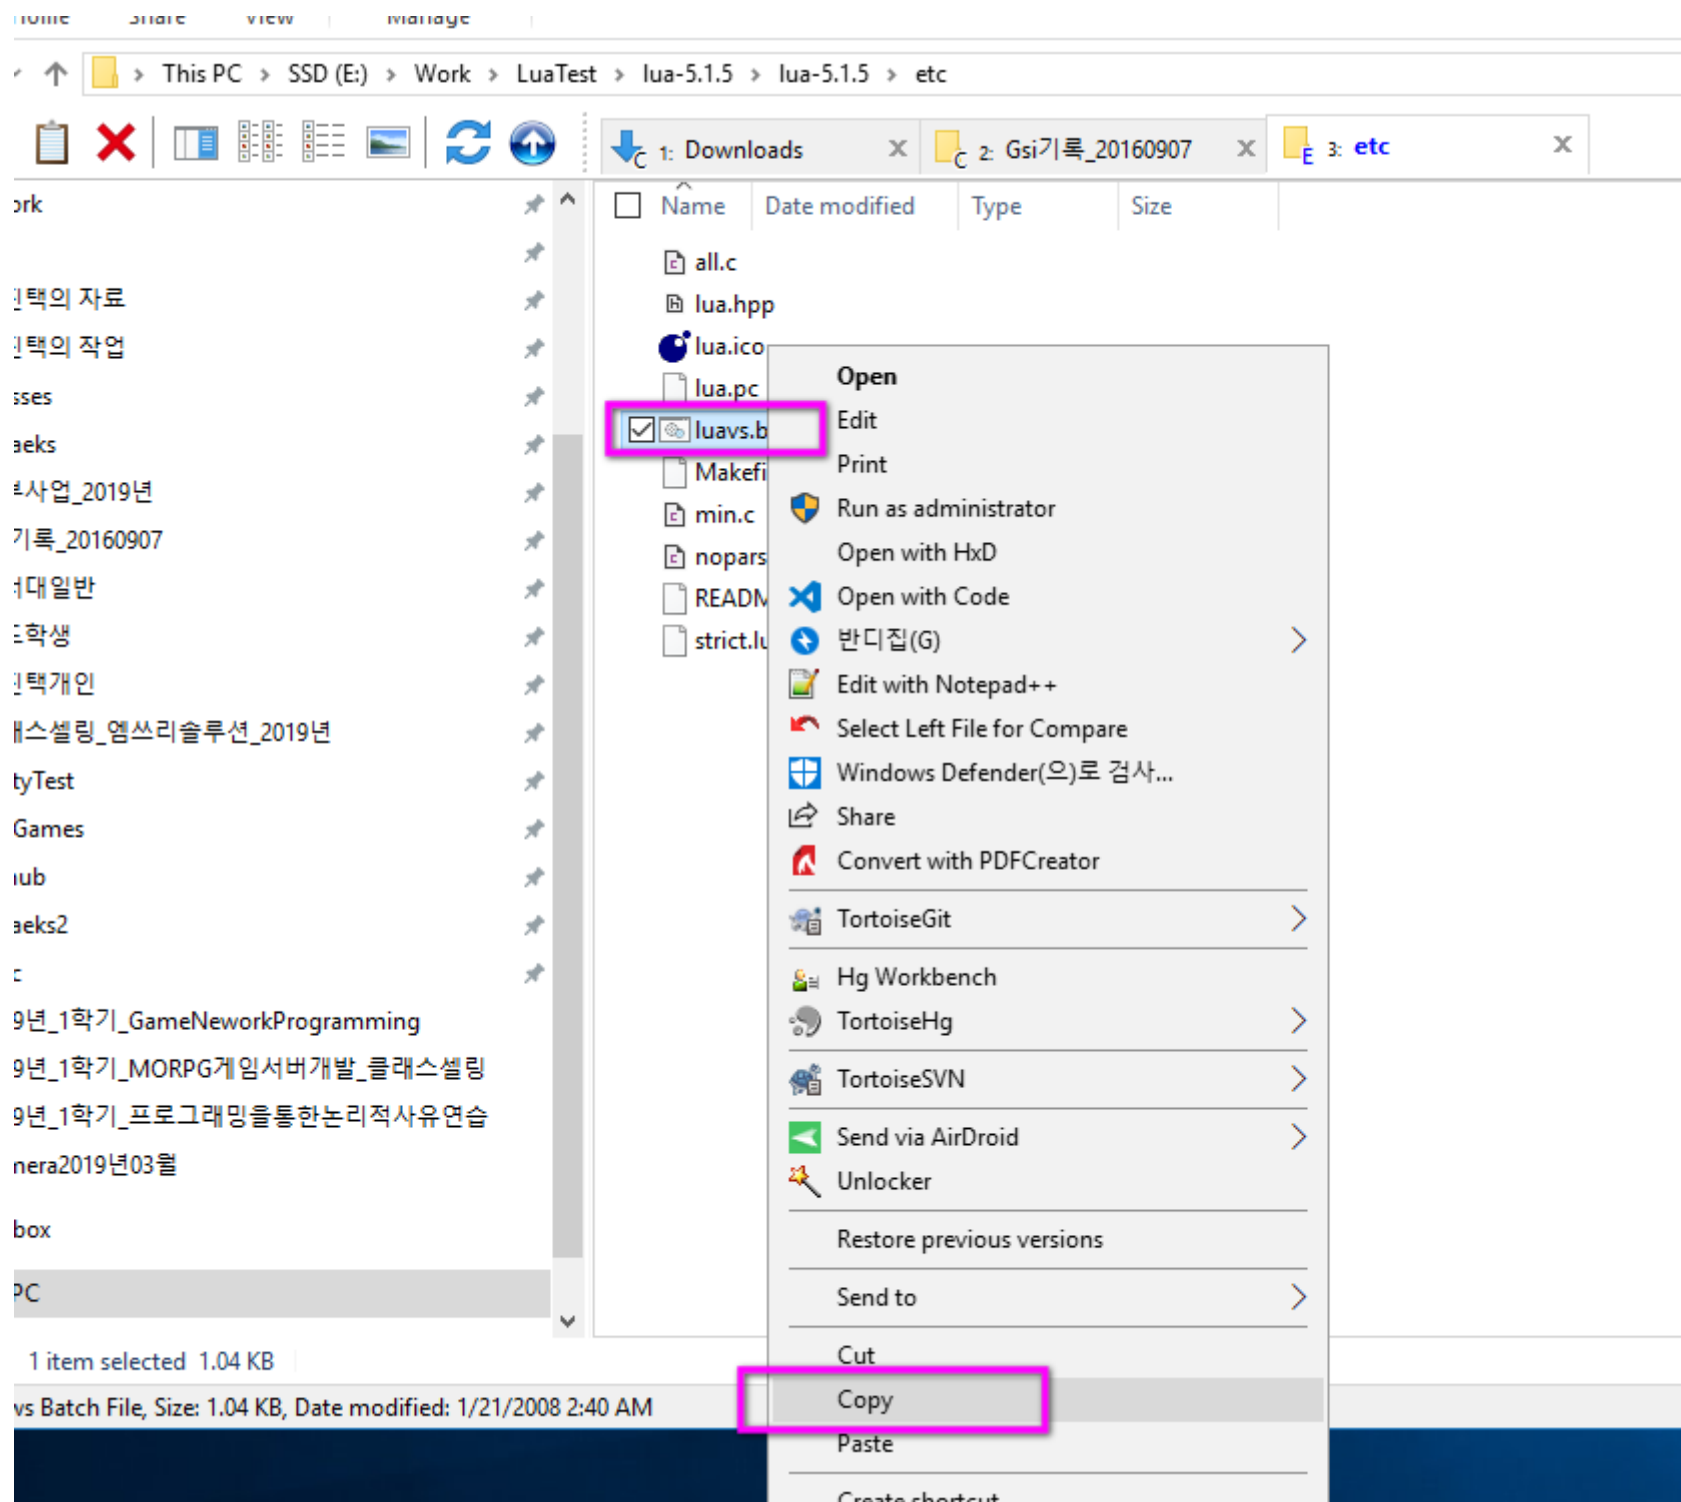 Share View Manage
This PC > SSD (E:) > Work > LuaTest > lua-5.1.5 > lua-5.1.5 > etc
C 1: Downloads x C 2: Gsi기록_20160907 x E 3: etc x
Name Date modified Type Size
ork
택의 자료
택의 작업
sses
aeks
사업_2019년
기록_20160907
대일반
학생
택개인
스셀링_엠쓰리솔루션_2019년
tyTest
Games
ub
aeks2
c
9년_1학기_GameNeworkProgramming
9년_1학기_MORPG게임서버개발_클래스셀링
9년_1학기_프로그래밍을통한논리적사유연습
mera2019년03월
box
PC
all.c
lua.hpp
lua.ico
lua.pc
luavs.b
Makefi
min.c
nopars
READM
strict.lu
Open
Edit
Print
Run as administrator
Open with HxD
Open with Code
반디집(G)
Edit with Notepad++
Select Left File for Compare
Windows Defender(으)로 검사...
Share
Convert with PDFCreator
TortoiseGit
Hg Workbench
TortoiseHg
TortoiseSVN
Send via AirDroid
Unlocker
Restore previous versions
Send to
Cut
Copy
Paste
Create shortcut
1 item selected 1.04 KB
ws Batch File, Size: 1.04 KB, Date modified: 1/21/2008 2:40 AM